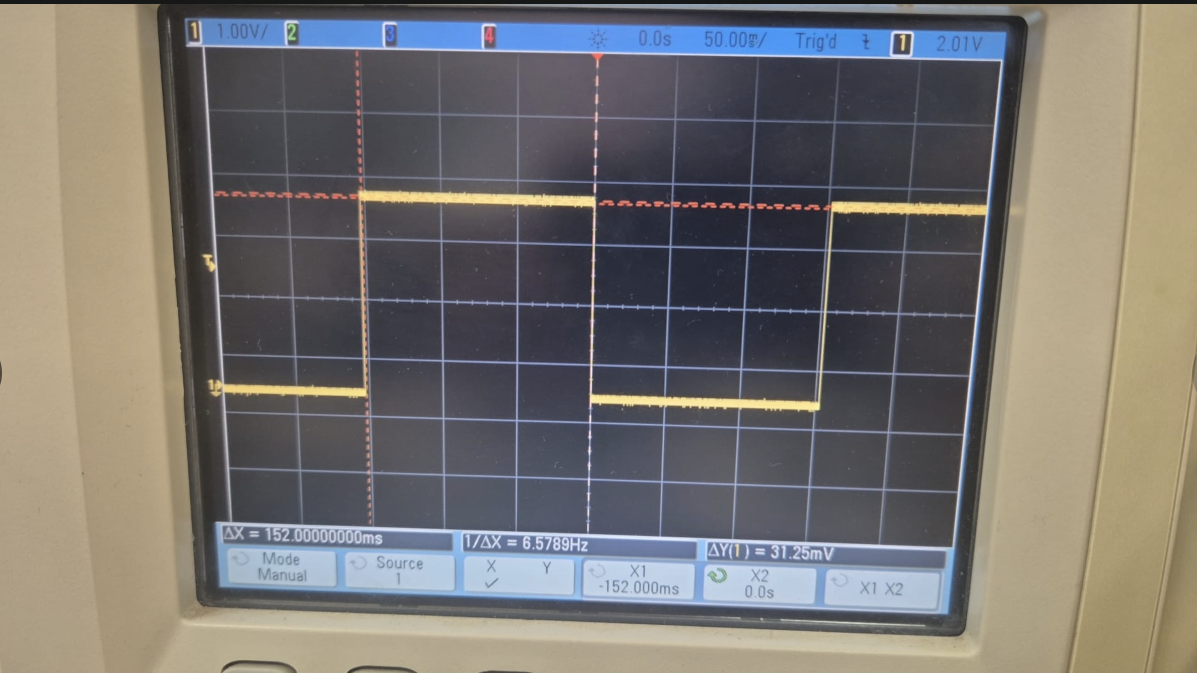 1 1.00V/ 2 3 4 0.0s 50.00ms/ Trig'd 1 2.01V
T
1
ΔX = 152.00000000ms 1/ΔX = 6.5789Hz ΔY(1) = 31.25mV
Mode Source X Y X1 X2 X1 X2
Manual 1 ✓ -152.000ms 0.0s